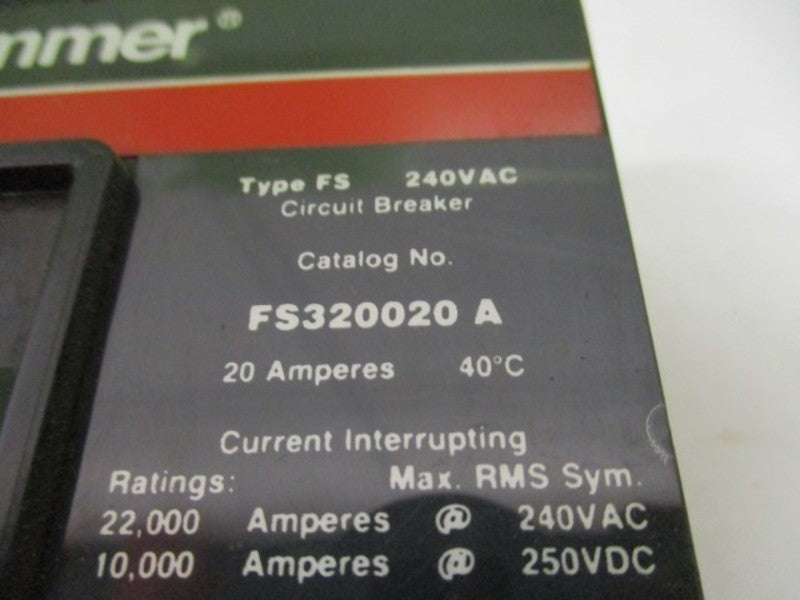 mmer®
Type FS 240VAC
Circuit Breaker
Catalog No.
FS320020 A
20 Amperes 40°C
Current Interrupting
Ratings: Max. RMS Sym.
22,000 Amperes @ 240VAC
10,000 Amperes @ 250VDC